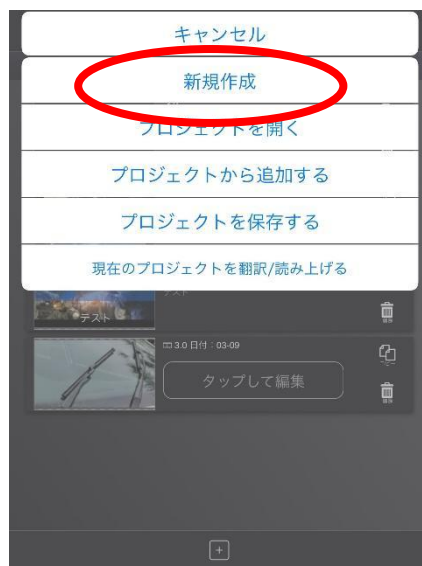 キャンセル
新規作成
プロジェクトを開く
プロジェクトから追加する
プロジェクトを保存する
現在のプロジェクトを翻訳/読み上げる
テスト
テスト
3.0 日付：03-09
タップして編集